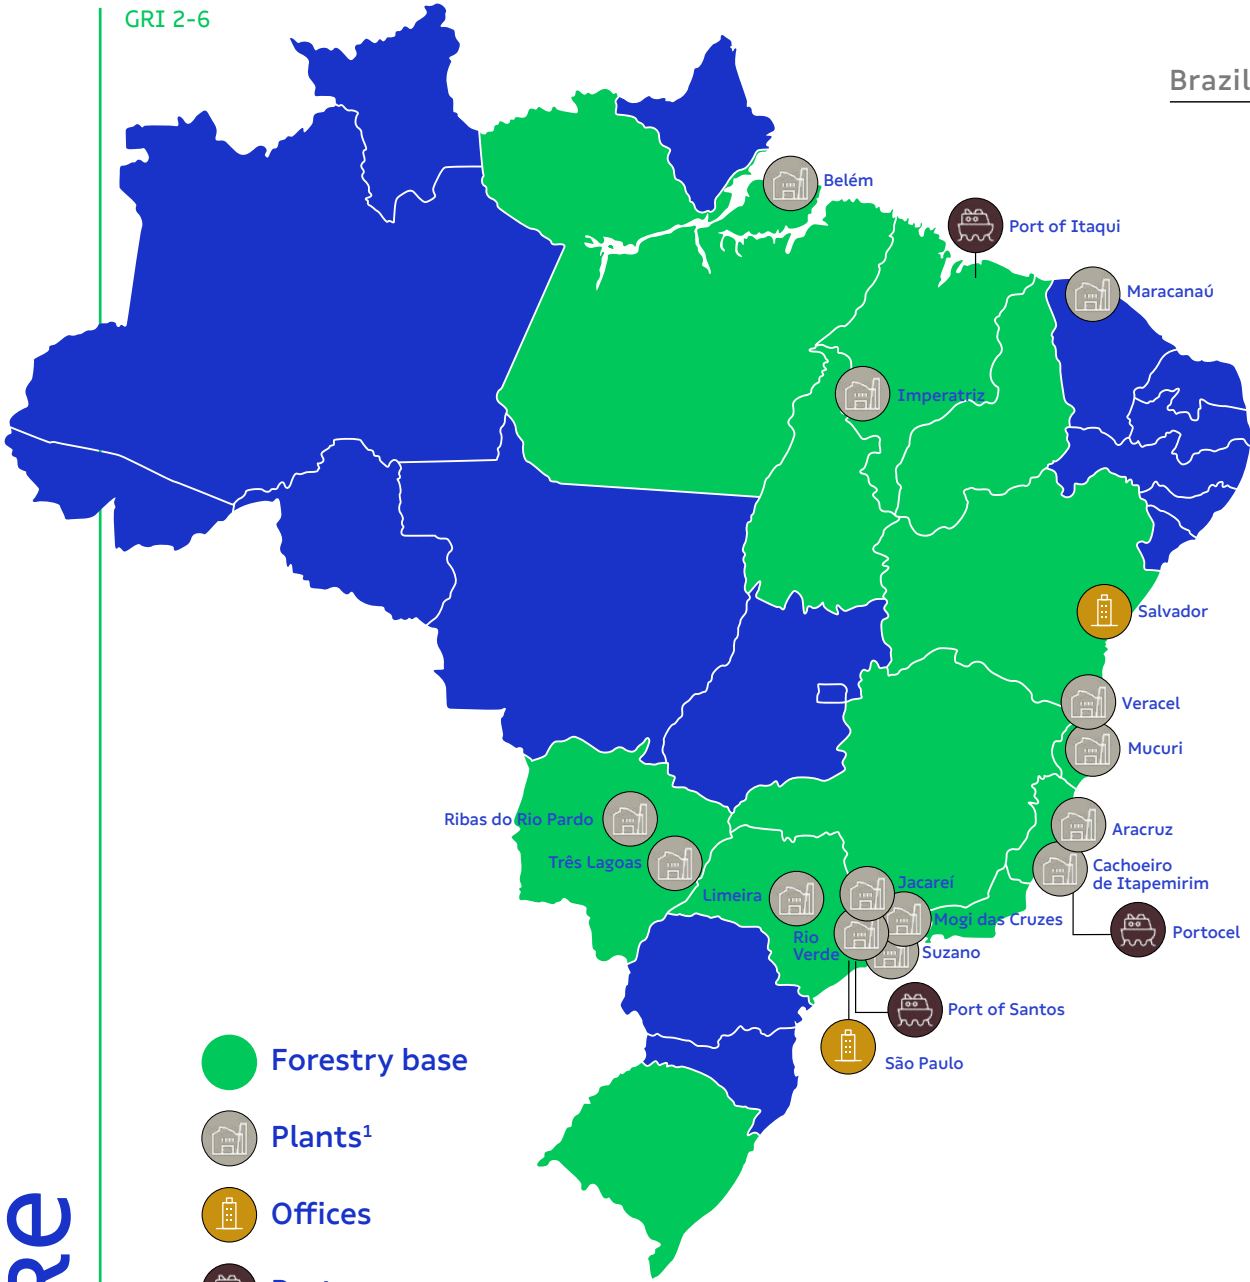 GRI 2-6
Brazil
Belém
Port of Itaqui
Maracanaú
Imperatriz
Salvador
Veracel
Mucuri
Ribas do Rio Pardo
Aracruz
Três Lagoas
Cachoeiro
de Itapemirim
Limeira
Jacareí
Mogi das Cruzes
Portocel
Rio
Verde
Suzano
Port of Santos
São Paulo
Forestry base
Plants¹
Offices